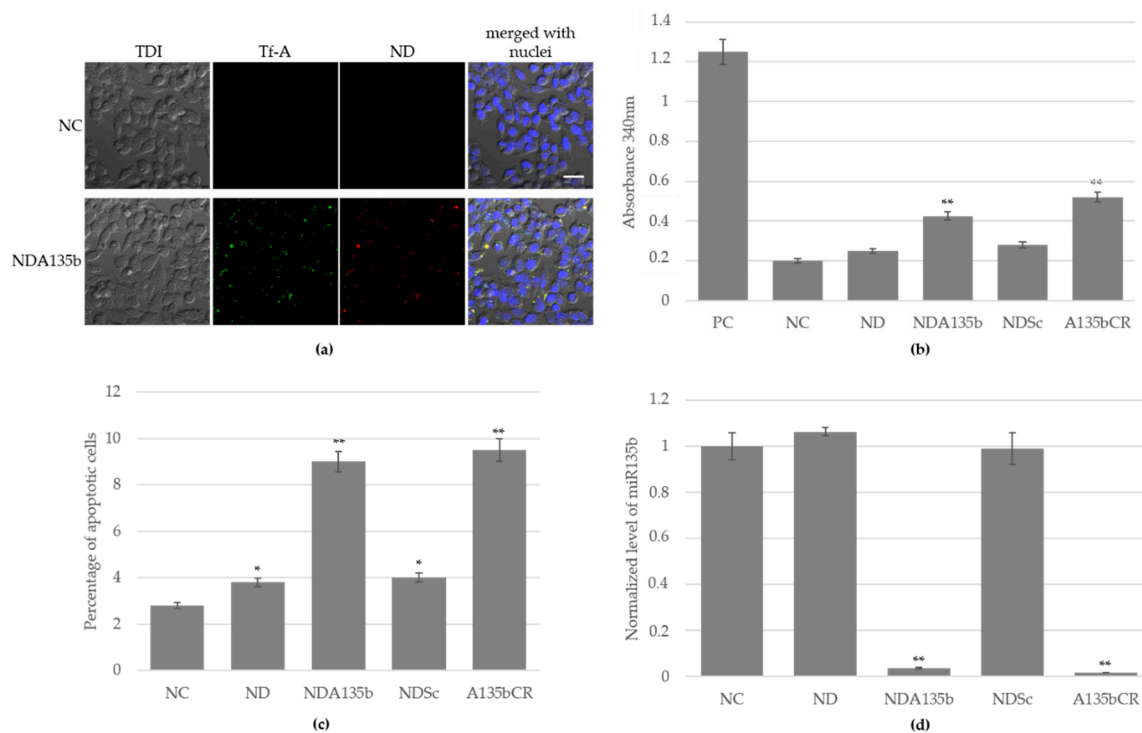 TDI Tf-A ND merged with nuclei
NC
NDA135b
(a)
Absorbance 340nm
1.4
1.2
1
0.8
0.6
0.4
0.2
0
**
**
PC NC ND NDA135b NDSc A135bCR
(b)
Percentage of apoptotic cells
12
10
8
6
4
2
0
*
**
*
**
NC ND NDA135b NDSc A135bCR
(c)
Normalized level of miR135b
1.2
1
0.8
0.6
0.4
0.2
0
**
**
NC ND NDA135b NDSc A135bCR
(d)